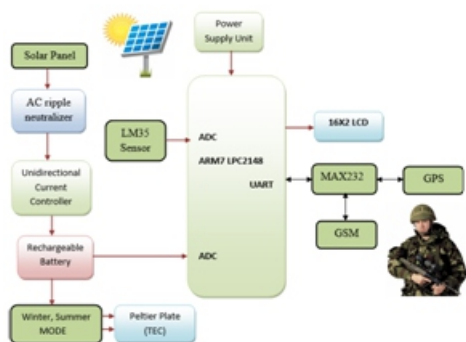 Solar Panel
AC ripple
neutralizer
Unidirectional
Current
Controller
Rechargeable
Battery
Winter, Summer
MODE
Peltier Plate
(TEC)
Power
Supply Unit
LM35
Sensor
ADC
ARM7 LPC2148
UART
ADC
16X2 LCD
MAX232
GPS
GSM